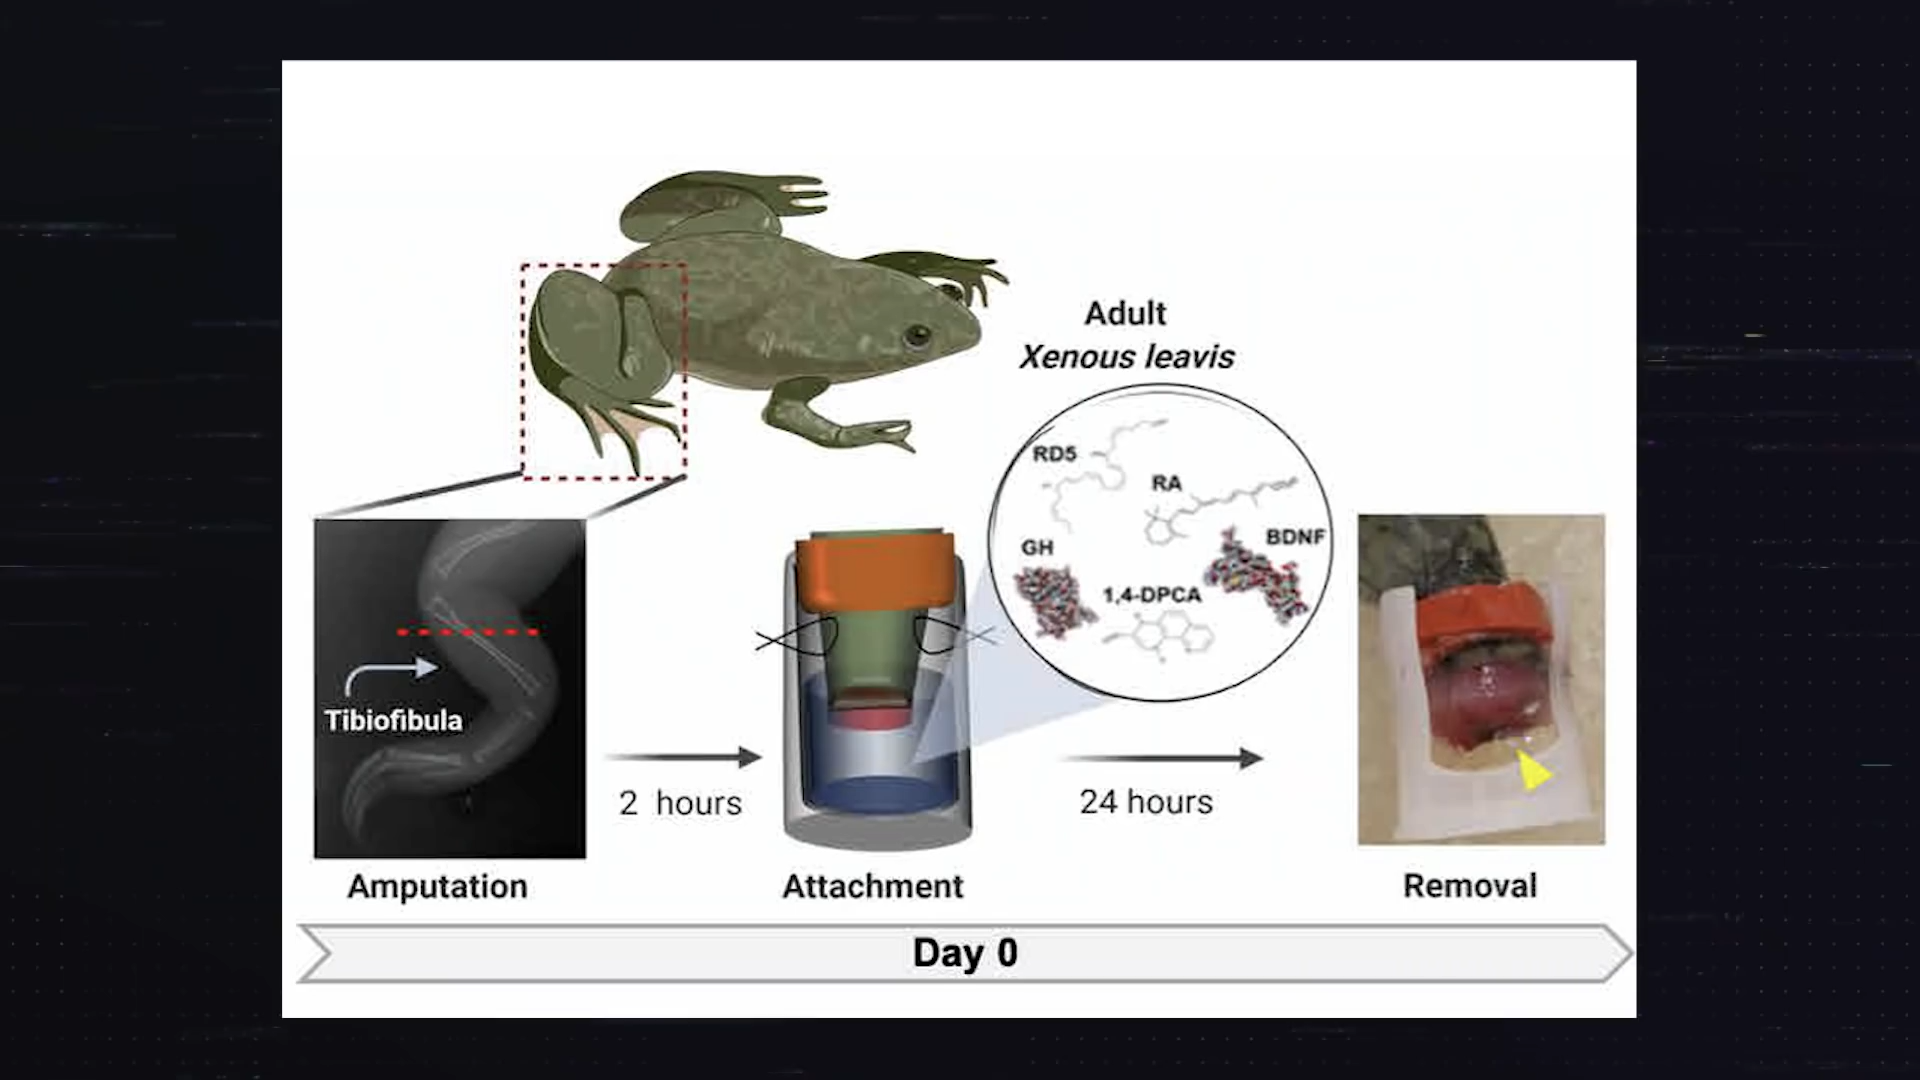 Adult
Xenous leavis
RD5
RA
BDNF
GH
1,4-DPCA
Tibiofibula
2 hours
24 hours
Amputation
Attachment
Removal
Day 0